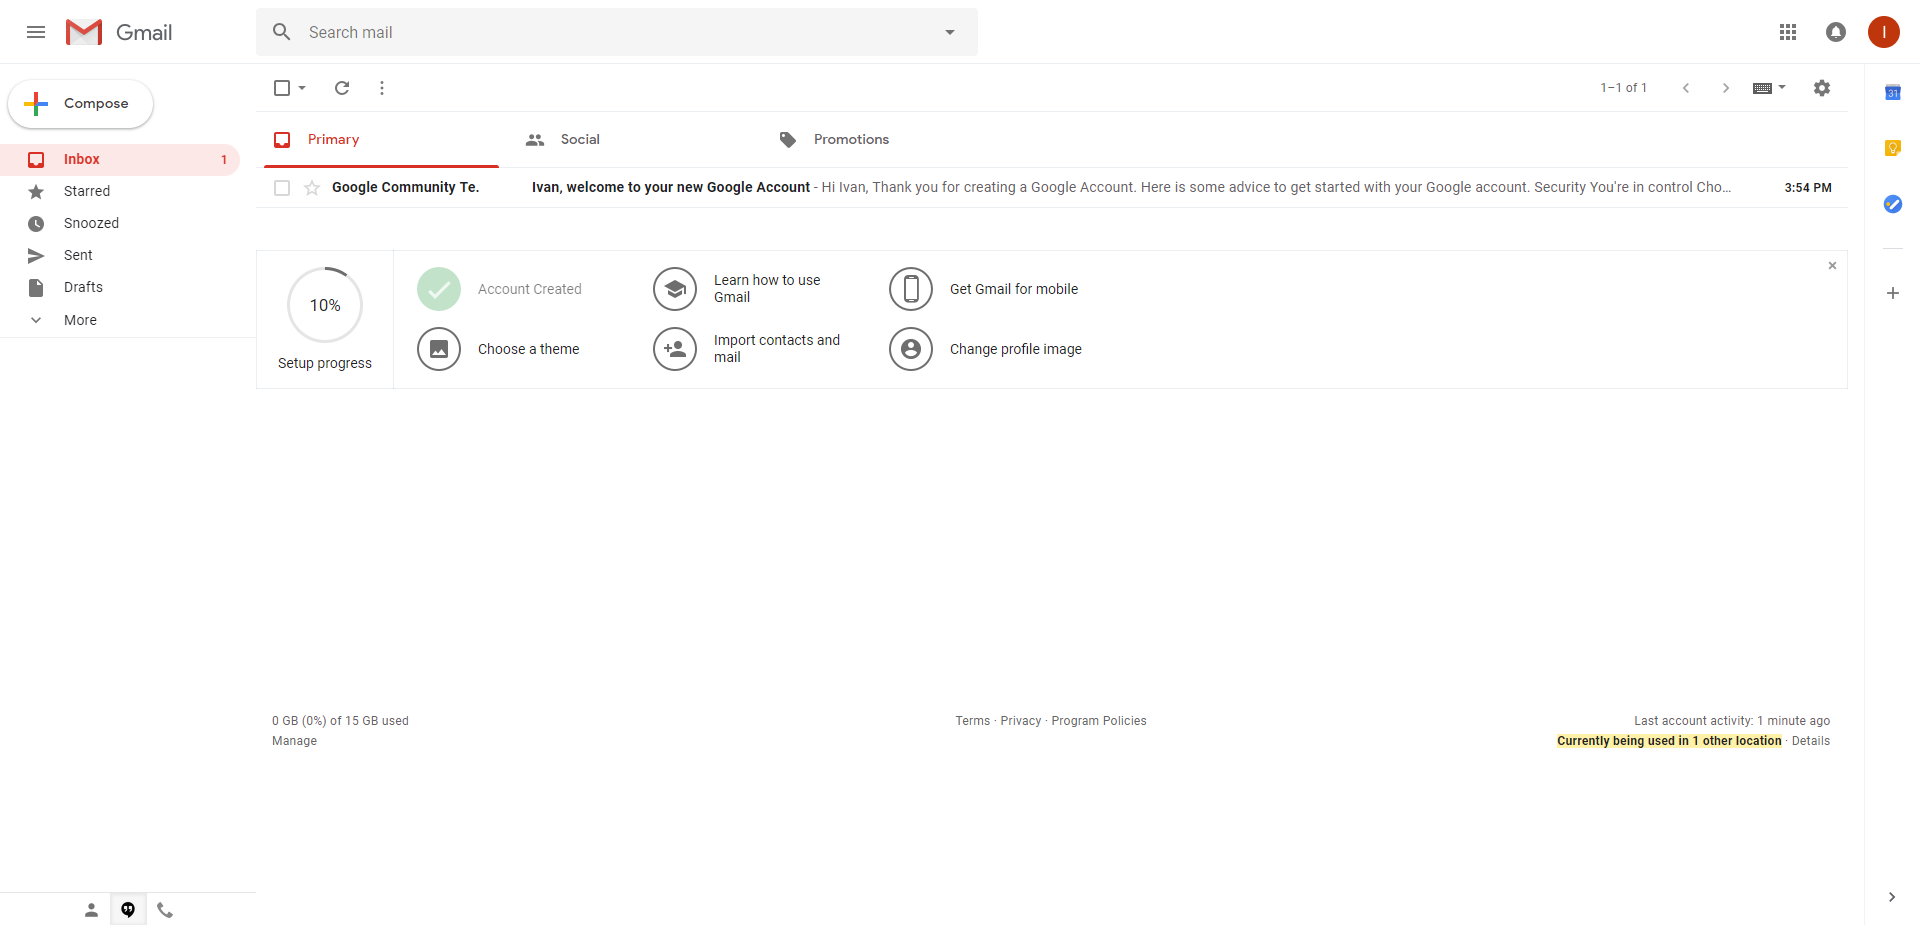 Gmail
Search mail
I
Compose
1–1 of 1
31
Primary
Social
Promotions
Inbox 1
Starred
Snoozed
Sent
Drafts
More
Google Community Te. Ivan, welcome to your new Google Account - Hi Ivan, Thank you for creating a Google Account. Here is some advice to get started with your Google account. Security You're in control Cho... 3:54 PM
10%
Setup progress
Account Created
Learn how to use
Gmail
Get Gmail for mobile
Choose a theme
Import contacts and
mail
Change profile image
0 GB (0%) of 15 GB used
Manage
Terms · Privacy · Program Policies
Last account activity: 1 minute ago
Currently being used in 1 other location · Details